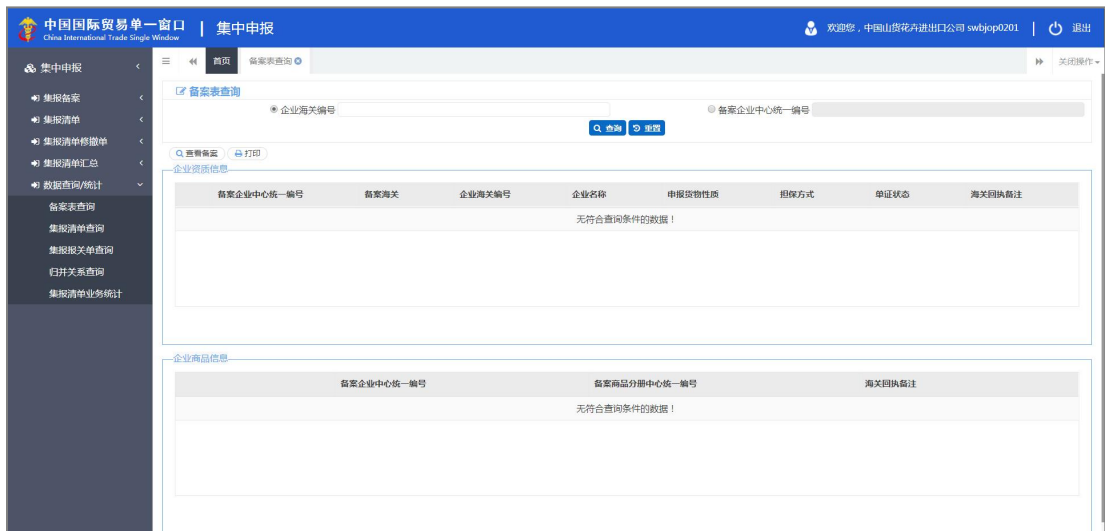 中国国际贸易单一窗口 | 集中申报
China International Trade Single Window
欢迎您，中国山货花卉进出口公司 swbjop0201 | 退出
集中申报
首页 备案表查询
关闭操作
集报备案
集报清单
集报清单修撤单
集报清单汇总
数据查询/统计
备案表查询
集报清单查询
集报报关单查询
归并关系查询
集报清单业务统计
备案表查询
企业海关编号
备案企业中心统一编号
查询 重置
查看备案 打印
企业资质信息
备案企业中心统一编号 备案海关 企业海关编号 企业名称 申报货物性质 担保方式 单证状态 海关回执备注
无符合查询条件的数据！
企业商品信息
备案企业中心统一编号 备案商品分册中心统一编号 海关回执备注
无符合查询条件的数据！